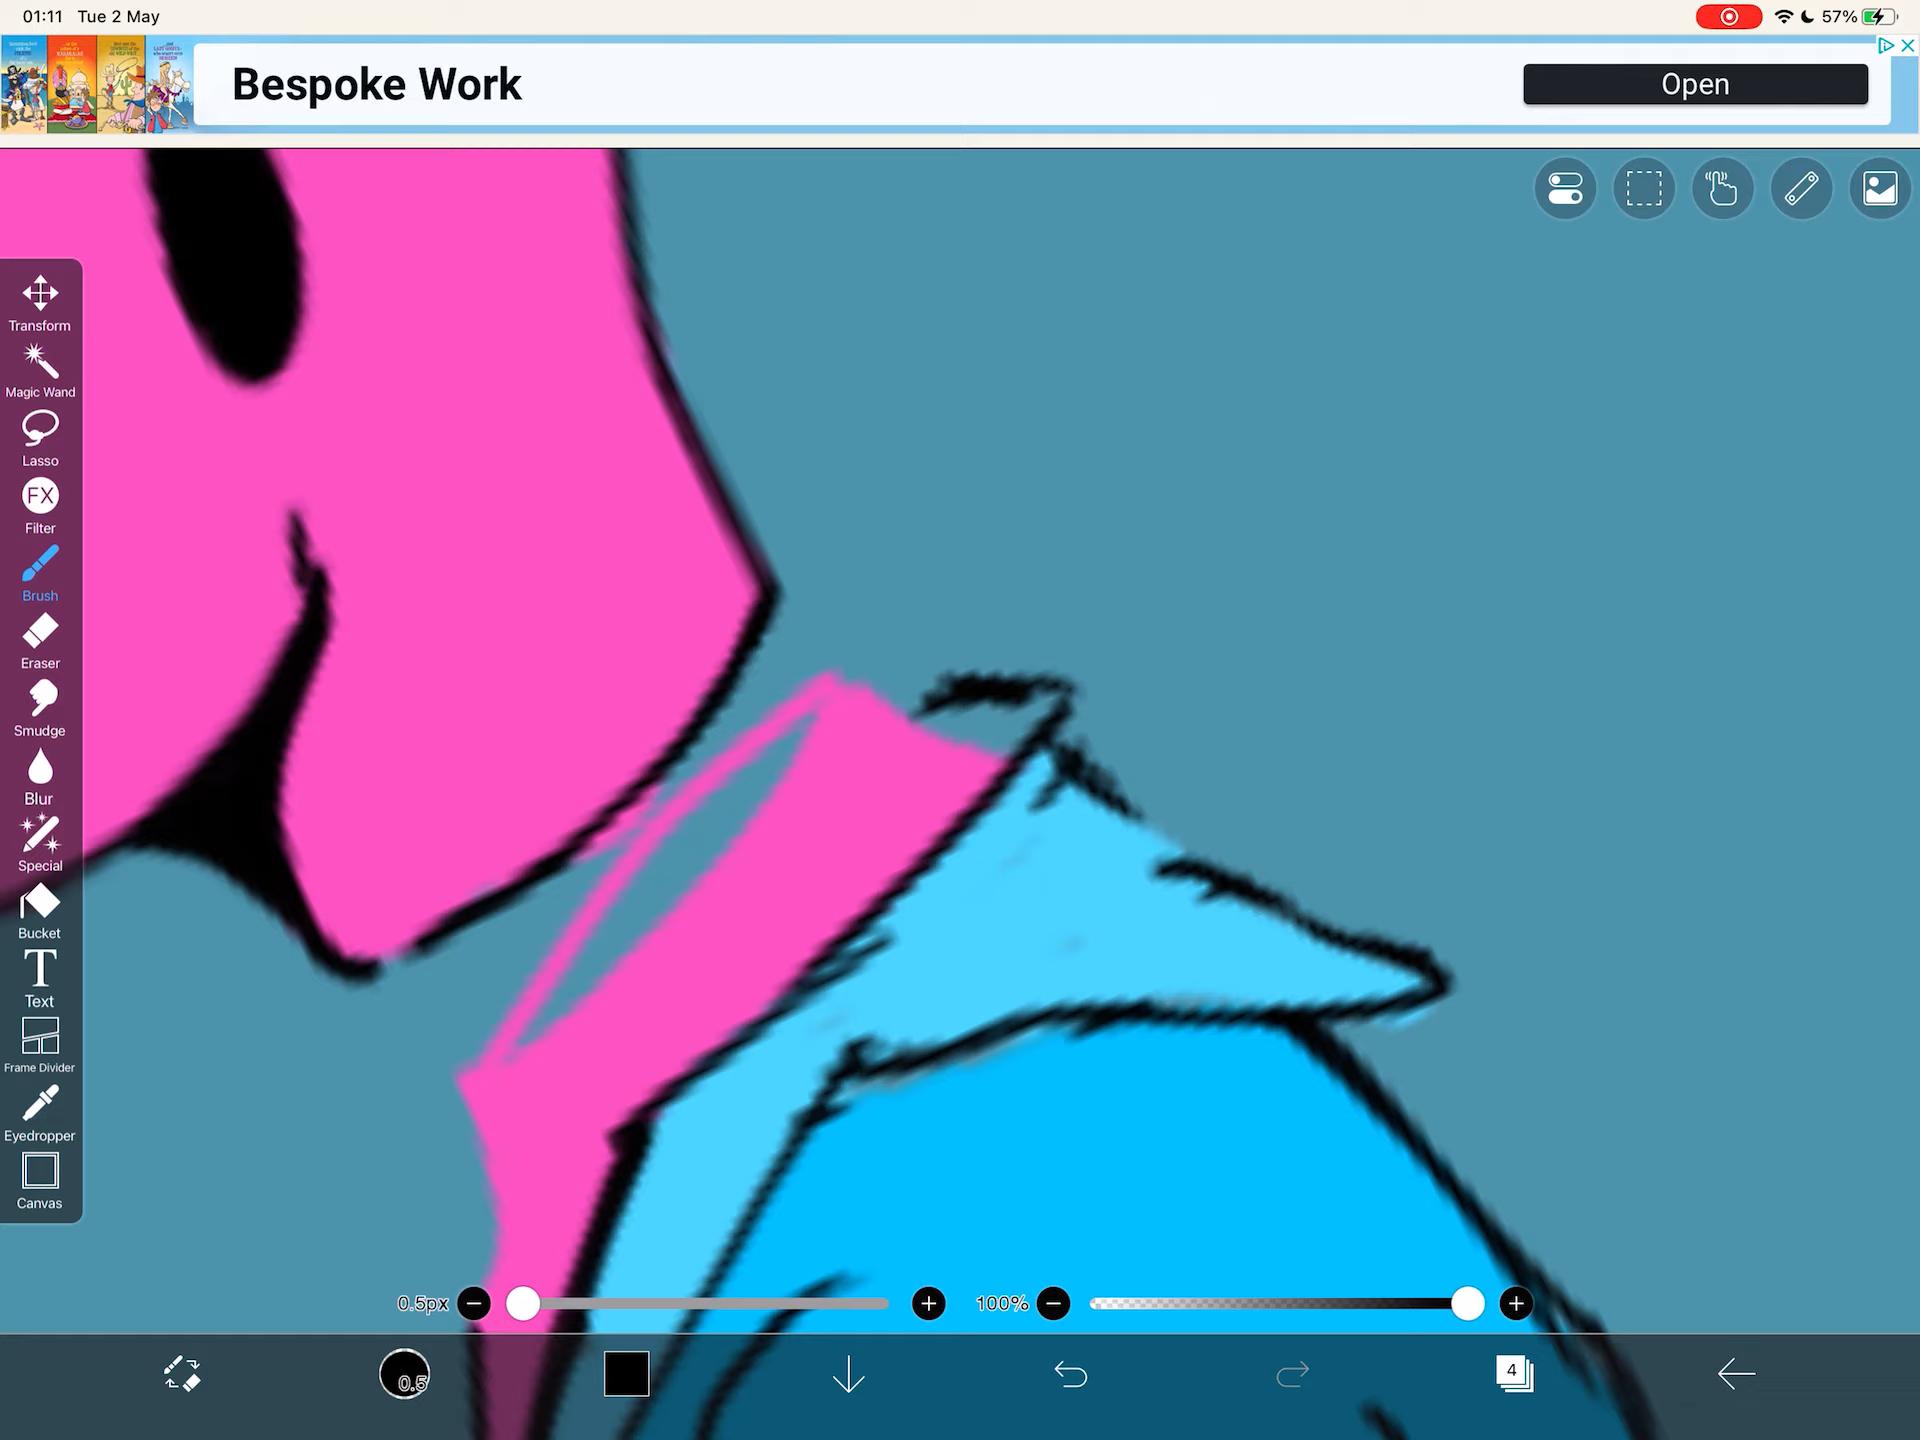 01:11 Tue 2 May
57%
Bespoke Work
Open
Transform
Magic Wand
Lasso
FX
Filter
Brush
Eraser
Smudge
Blur
Special
Bucket
T
Text
Frame Divider
Eyedropper
Canvas
0.5px
100%
0.5
4